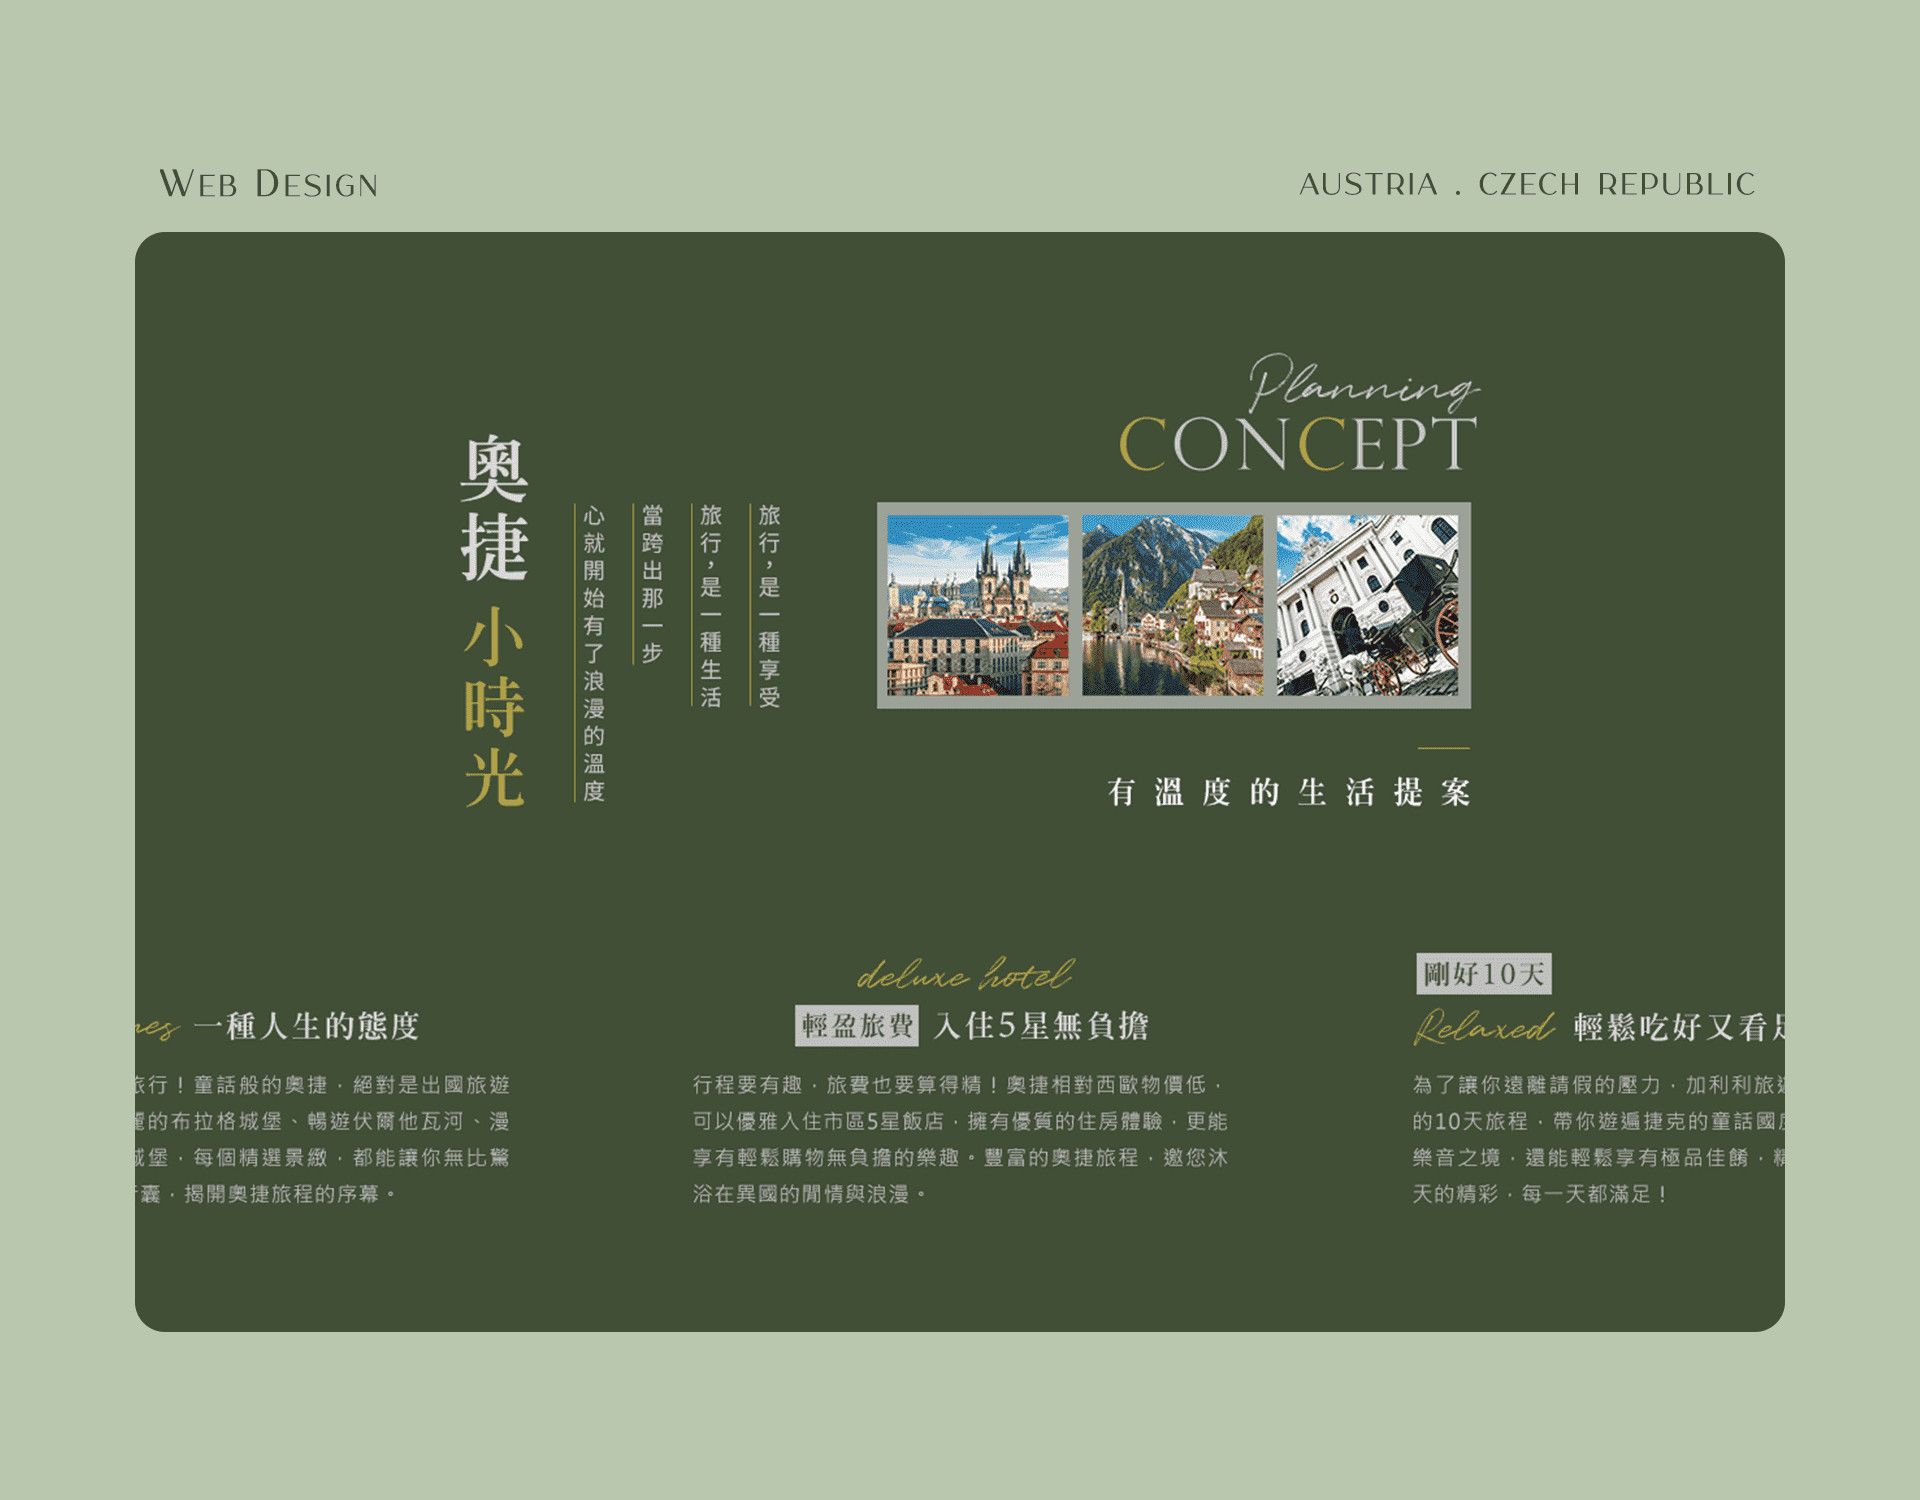 WEB DESIGN
AUSTRIA . CZECH REPUBLIC
Planning
CONCEPT
奧捷小時光
旅行，是一種享受
旅行，是一種生活
當跨出那一步
心就開始有了浪漫的溫度
有溫度的生活提案
一種人生的態度
旅行！童話般的奧捷，絕對是出國旅遊
麗的布拉格城堡、暢遊伏爾他瓦河、漫
城堡，每個精選景緻，都能讓你無比驚
囊，揭開奧捷旅程的序幕。
deluxe hotel
輕盈旅費 入住5星無負擔
行程要有趣，旅費也要算得精！奧捷相對西歐物價低，
可以優雅入住市區5星飯店，擁有優質的住房體驗，更能
享有輕鬆購物無負擔的樂趣。豐富的奧捷旅程，邀您沐
浴在異國的閒情與浪漫。
剛好10天
Relaxed 輕鬆吃好又看足
為了讓你遠離請假的壓力，加利利旅遊
的10天旅程，帶你遊遍捷克的童話國度
樂音之境，還能輕鬆享有極品佳餚，精
天的精彩，每一天都滿足！